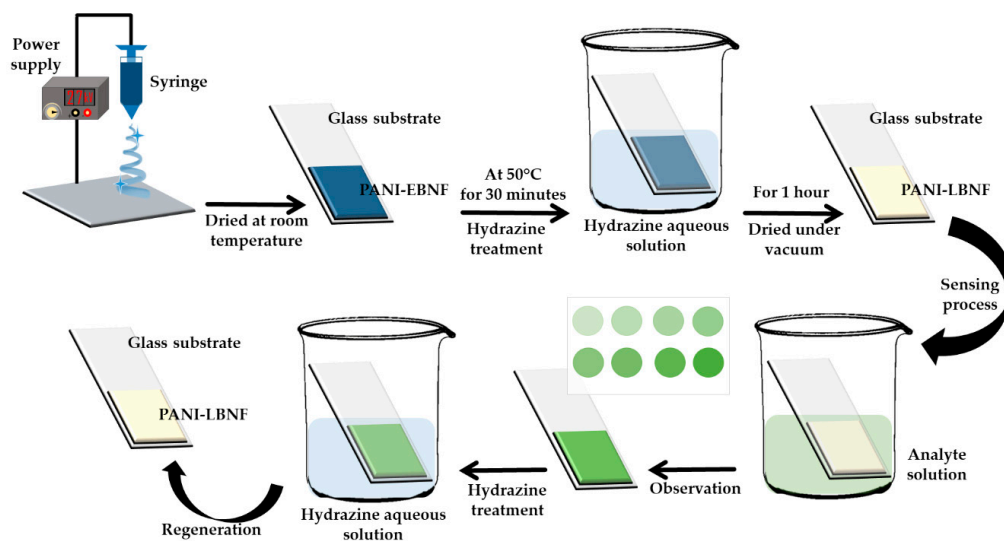 Power
supply
Syringe
Dried at room
temperature
Glass substrate
PANI-EBNF
At 50°C
for 30 minutes
Hydrazine
treatment
Hydrazine aqueous
solution
For 1 hour
Dried under
vacuum
Glass substrate
PANI-LBNF
Sensing
process
Analyte
solution
Observation
Hydrazine
treatment
Hydrazine aqueous
solution
Regeneration
Glass substrate
PANI-LBNF